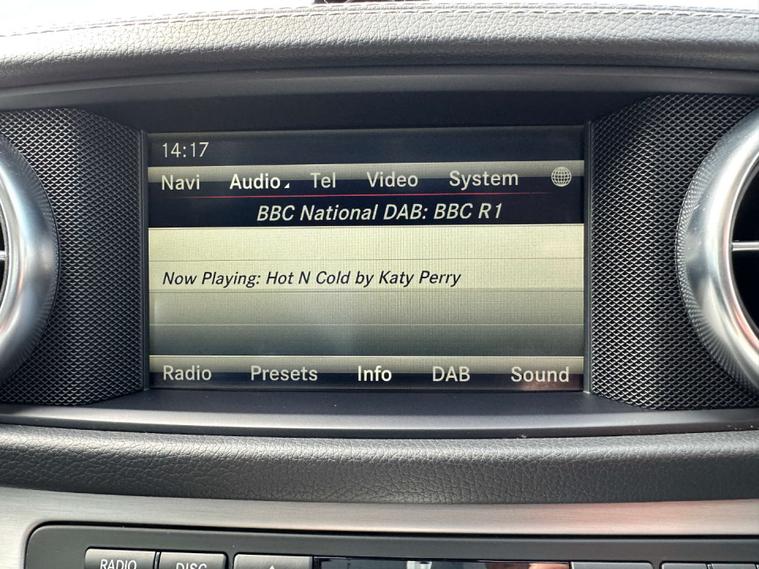 14:17
Navi Audio Tel Video System
BBC National DAB: BBC R1
Now Playing: Hot N Cold by Katy Perry
Radio Presets Info DAB Sound
RADIO DISC